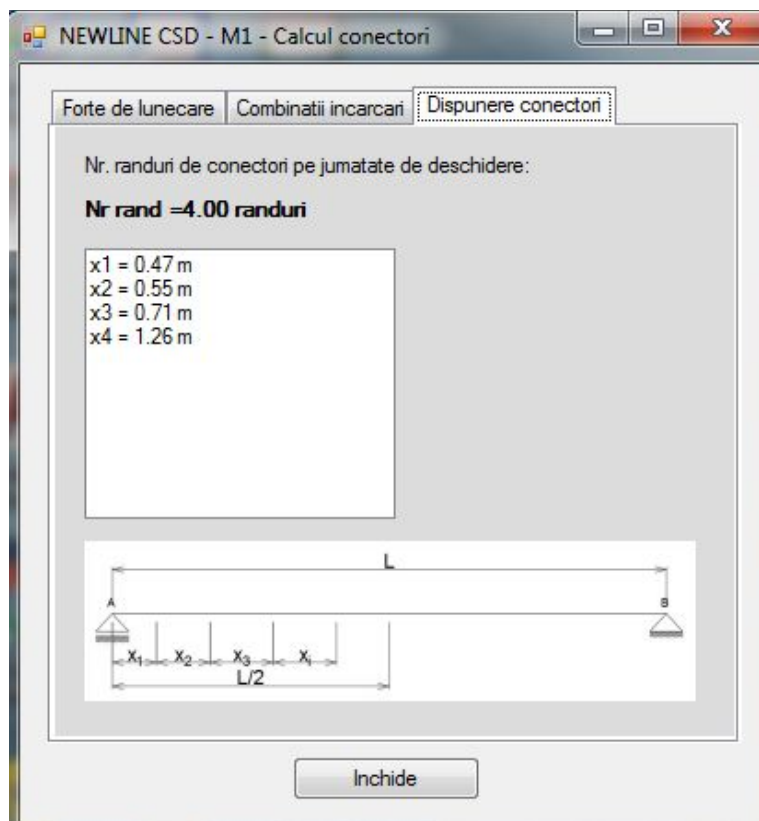 NEWLINE CSD - M1 - Calcul conectori
Forte de lunecare
Combinatii incarcari
Dispunere conectori
Nr. randuri de conectori pe jumatate de deschidere:
Nr rand =4.00 randuri
x1 = 0.47 m
x2 = 0.55 m
x3 = 0.71 m
x4 = 1.26 m
L
A
B
X1 X2 X3 Xi
L/2
Inchide